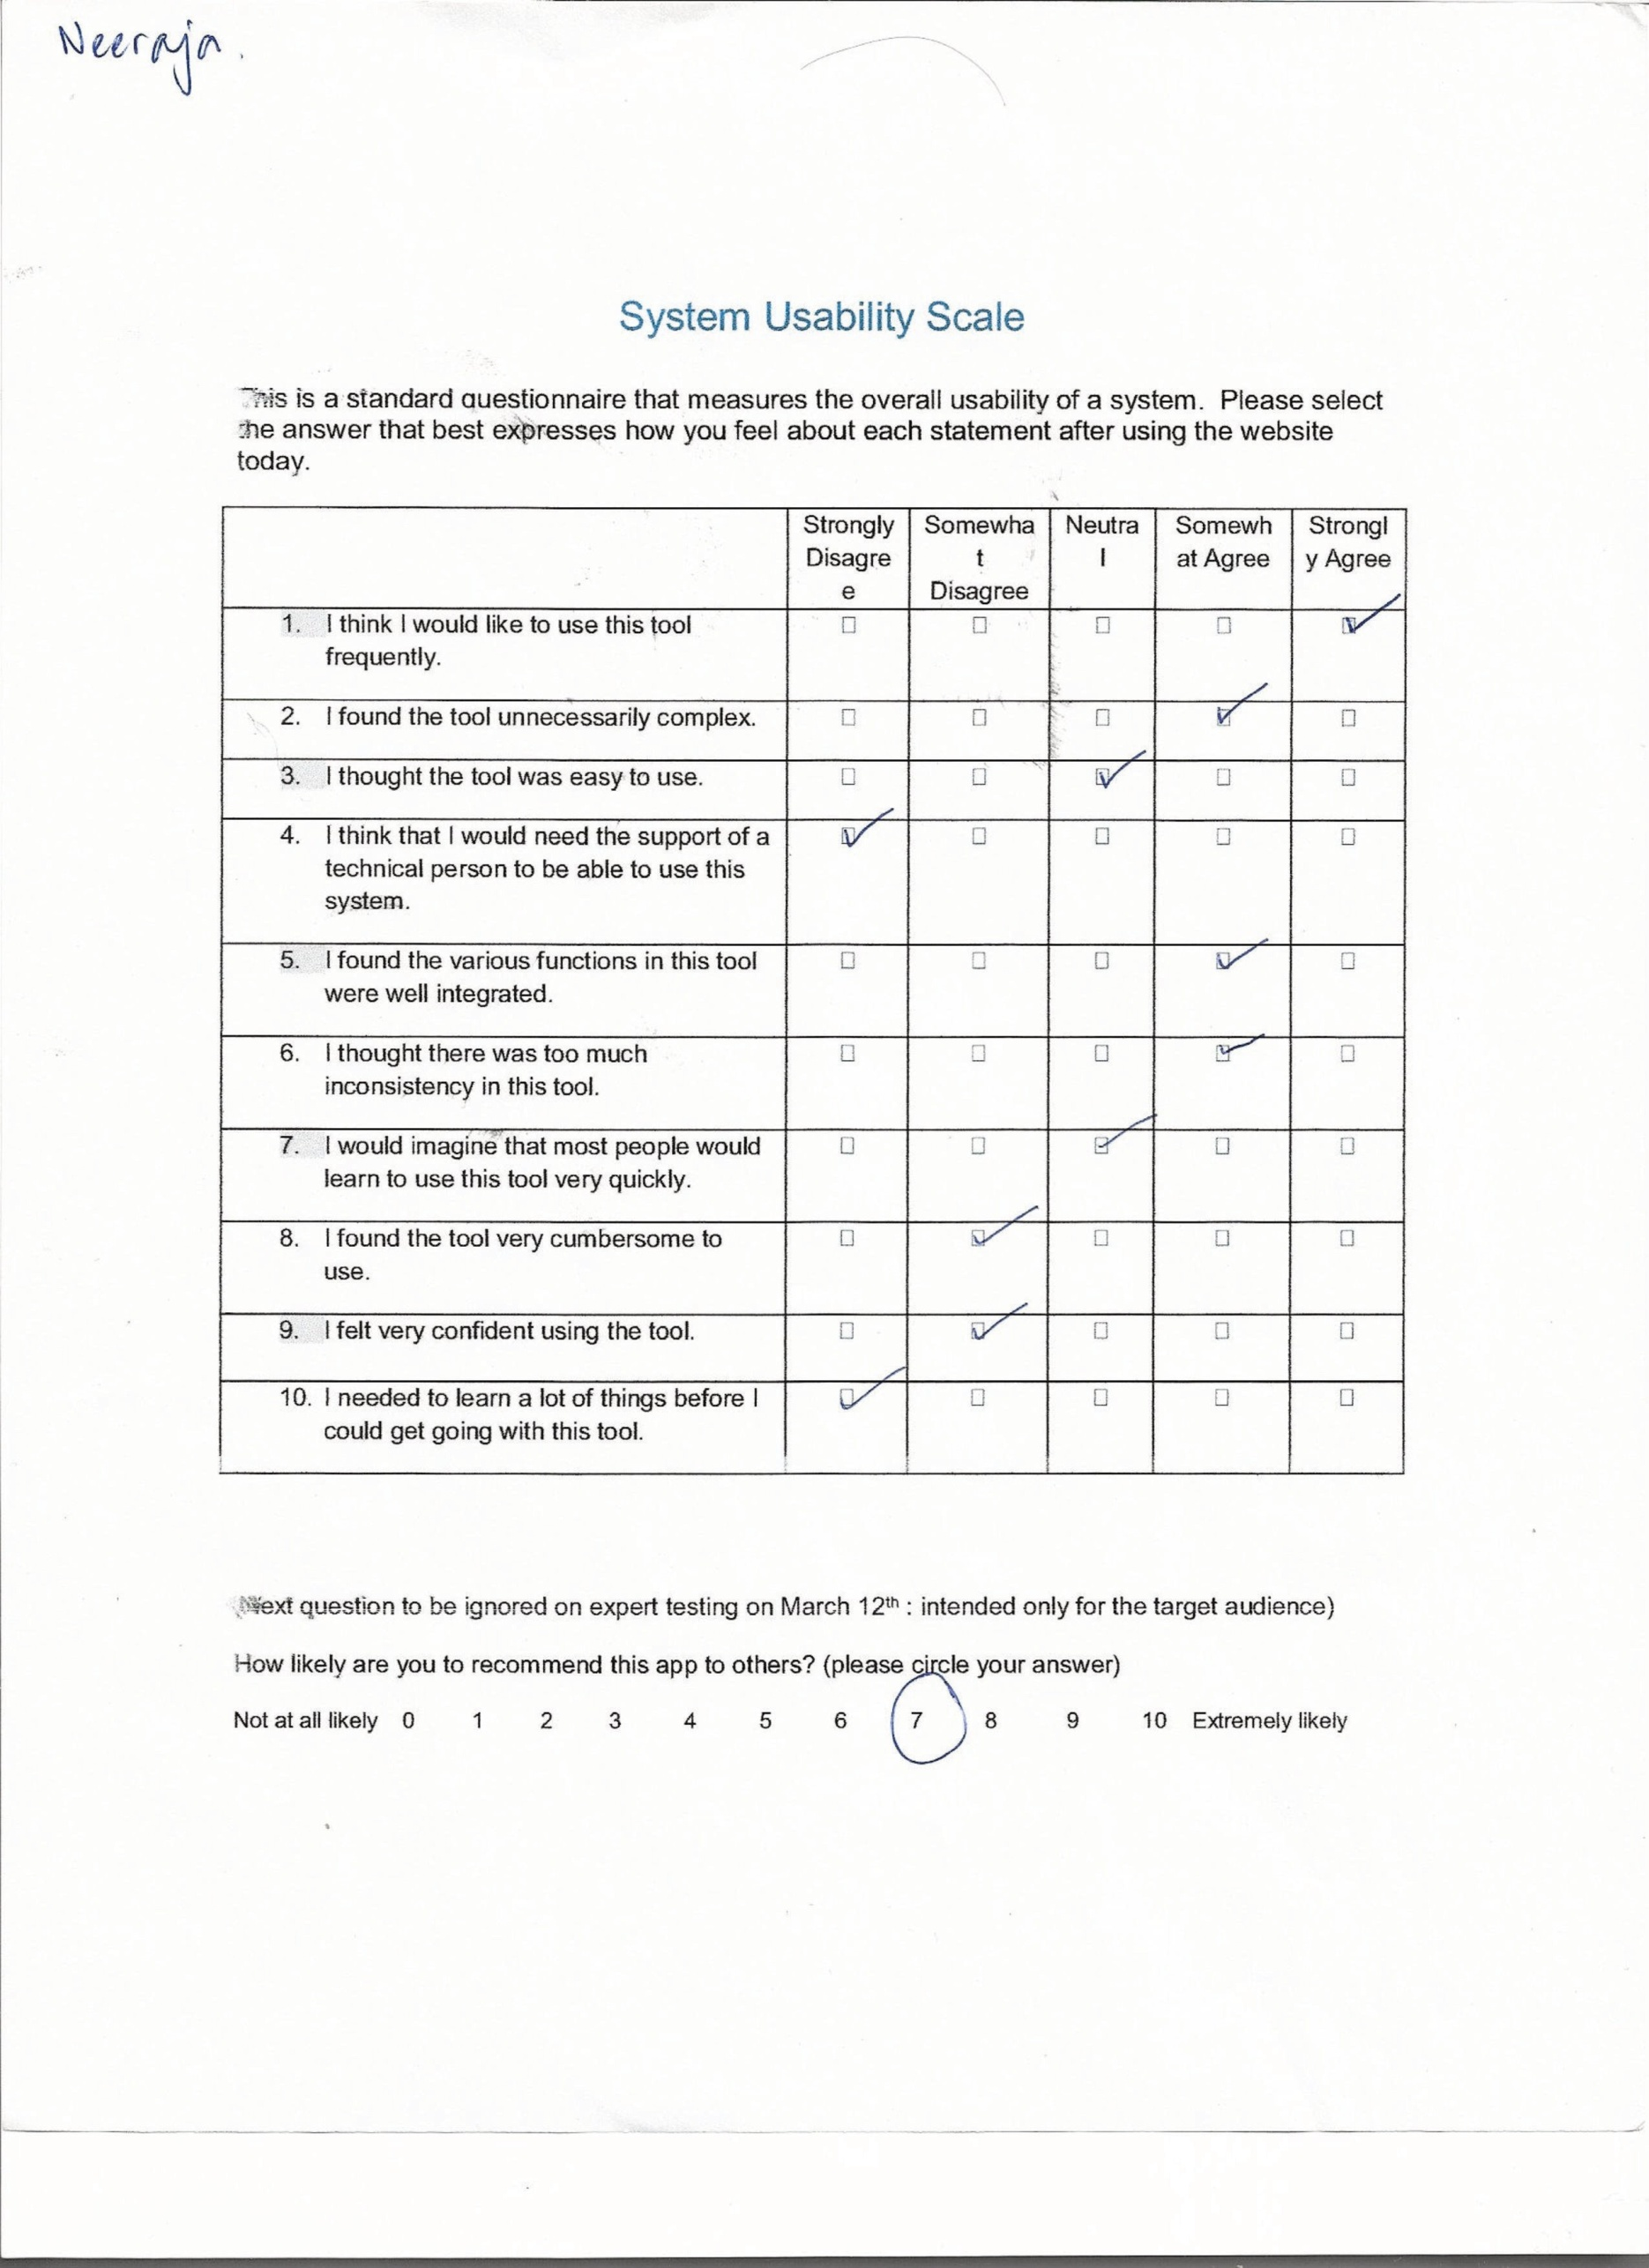 Neeraja.
System Usability Scale
This is a standard questionnaire that measures the overall usability of a system. Please select
the answer that best expresses how you feel about each statement after using the website
today.
Strongly Disagre e
Somewha t Disagree
Neutra l
Somewh at Agree
Strongl y Agree
1. I think I would like to use this tool
frequently.
2. I found the tool unnecessarily complex.
3. I thought the tool was easy to use.
4. I think that I would need the support of a
technical person to be able to use this
system.
5. I found the various functions in this tool
were well integrated.
6. I thought there was too much
inconsistency in this tool.
7. I would imagine that most people would
learn to use this tool very quickly.
8. I found the tool very cumbersome to
use.
9. I felt very confident using the tool.
10. I needed to learn a lot of things before I
could get going with this tool.
Next question to be ignored on expert testing on March 12th : intended only for the target audience)
How likely are you to recommend this app to others? (please circle your answer)
Not at all likely 0 1 2 3 4 5 6 7 8 9 10 Extremely likely